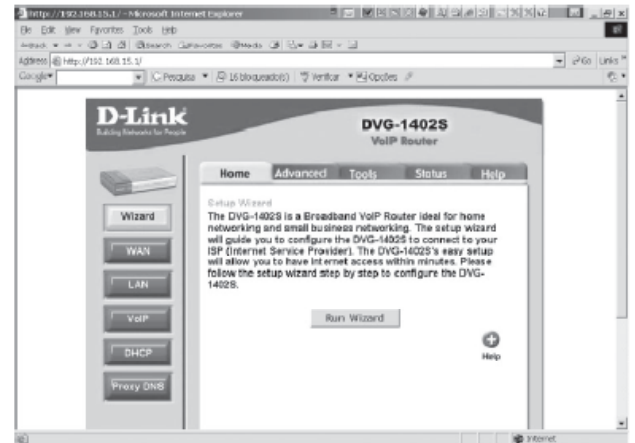 http://192.168.15.1/ - Microsoft Internet Explorer
File Edit View Favorites Tools Help
Search Favorites Media
Address http://192.168.15.1/ Go Links
Google Pesquisa 16 bloqueado(s) Verificar Opções
D-Link
Building Networks for People
DVG-1402S
VoIP Router
Home Advanced Tools Status Help
Wizard
WAN
LAN
VoIP
DHCP
Proxy DNS
Setup Wizard
The DVG-1402S is a Broadband VoIP Router ideal for home
networking and small business networking. The setup wizard
will guide you to configure the DVG-1402S to connect to your
ISP (Internet Service Provider). The DVG-1402S's easy setup
will allow you to have Internet access within minutes. Please
follow the setup wizard step by step to configure the DVG-
1402S.
Run Wizard
Help
Internet